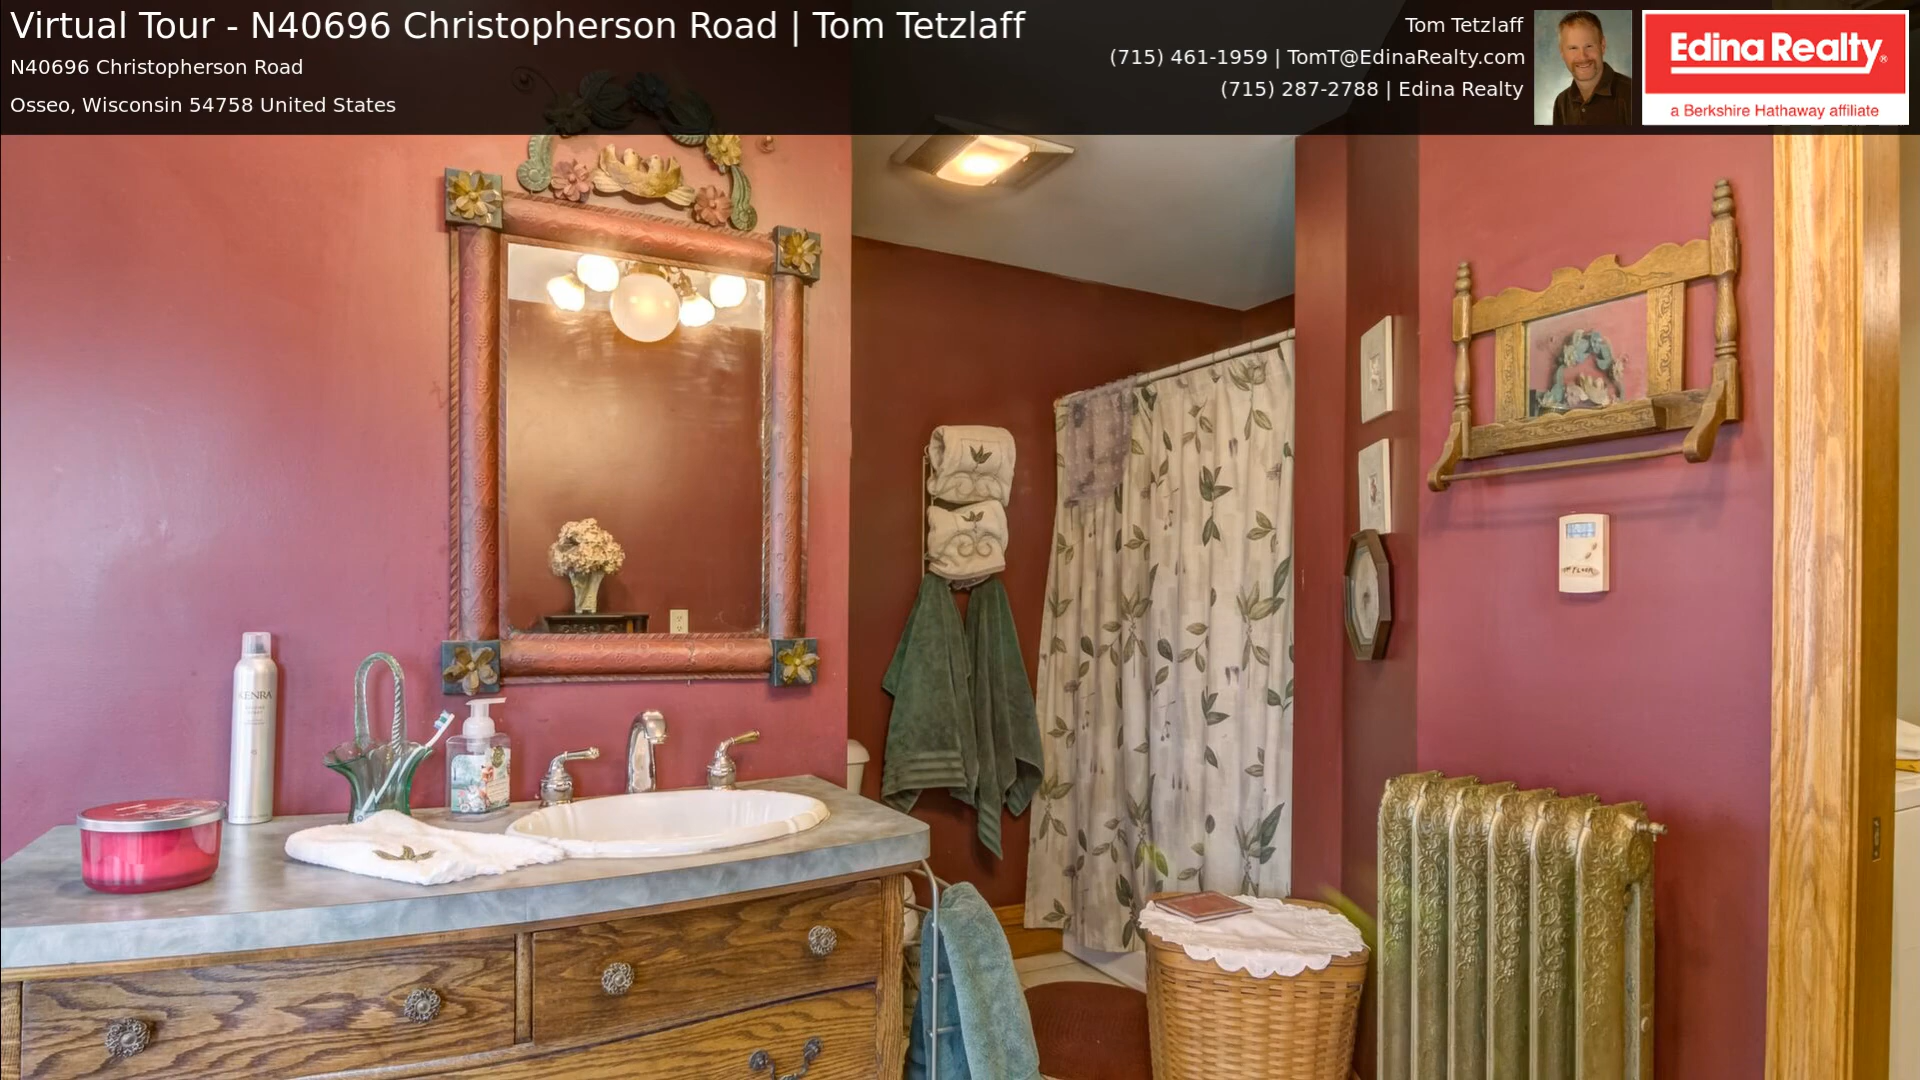 Virtual Tour - N40696 Christopherson Road | Tom Tetzlaff
N40696 Christopherson Road
Osseo, Wisconsin 54758 United States
Tom Tetzlaff
(715) 461-1959 | TomT@EdinaRealty.com
(715) 287-2788 | Edina Realty
Edina Realty®
a Berkshire Hathaway affiliate
KENRA